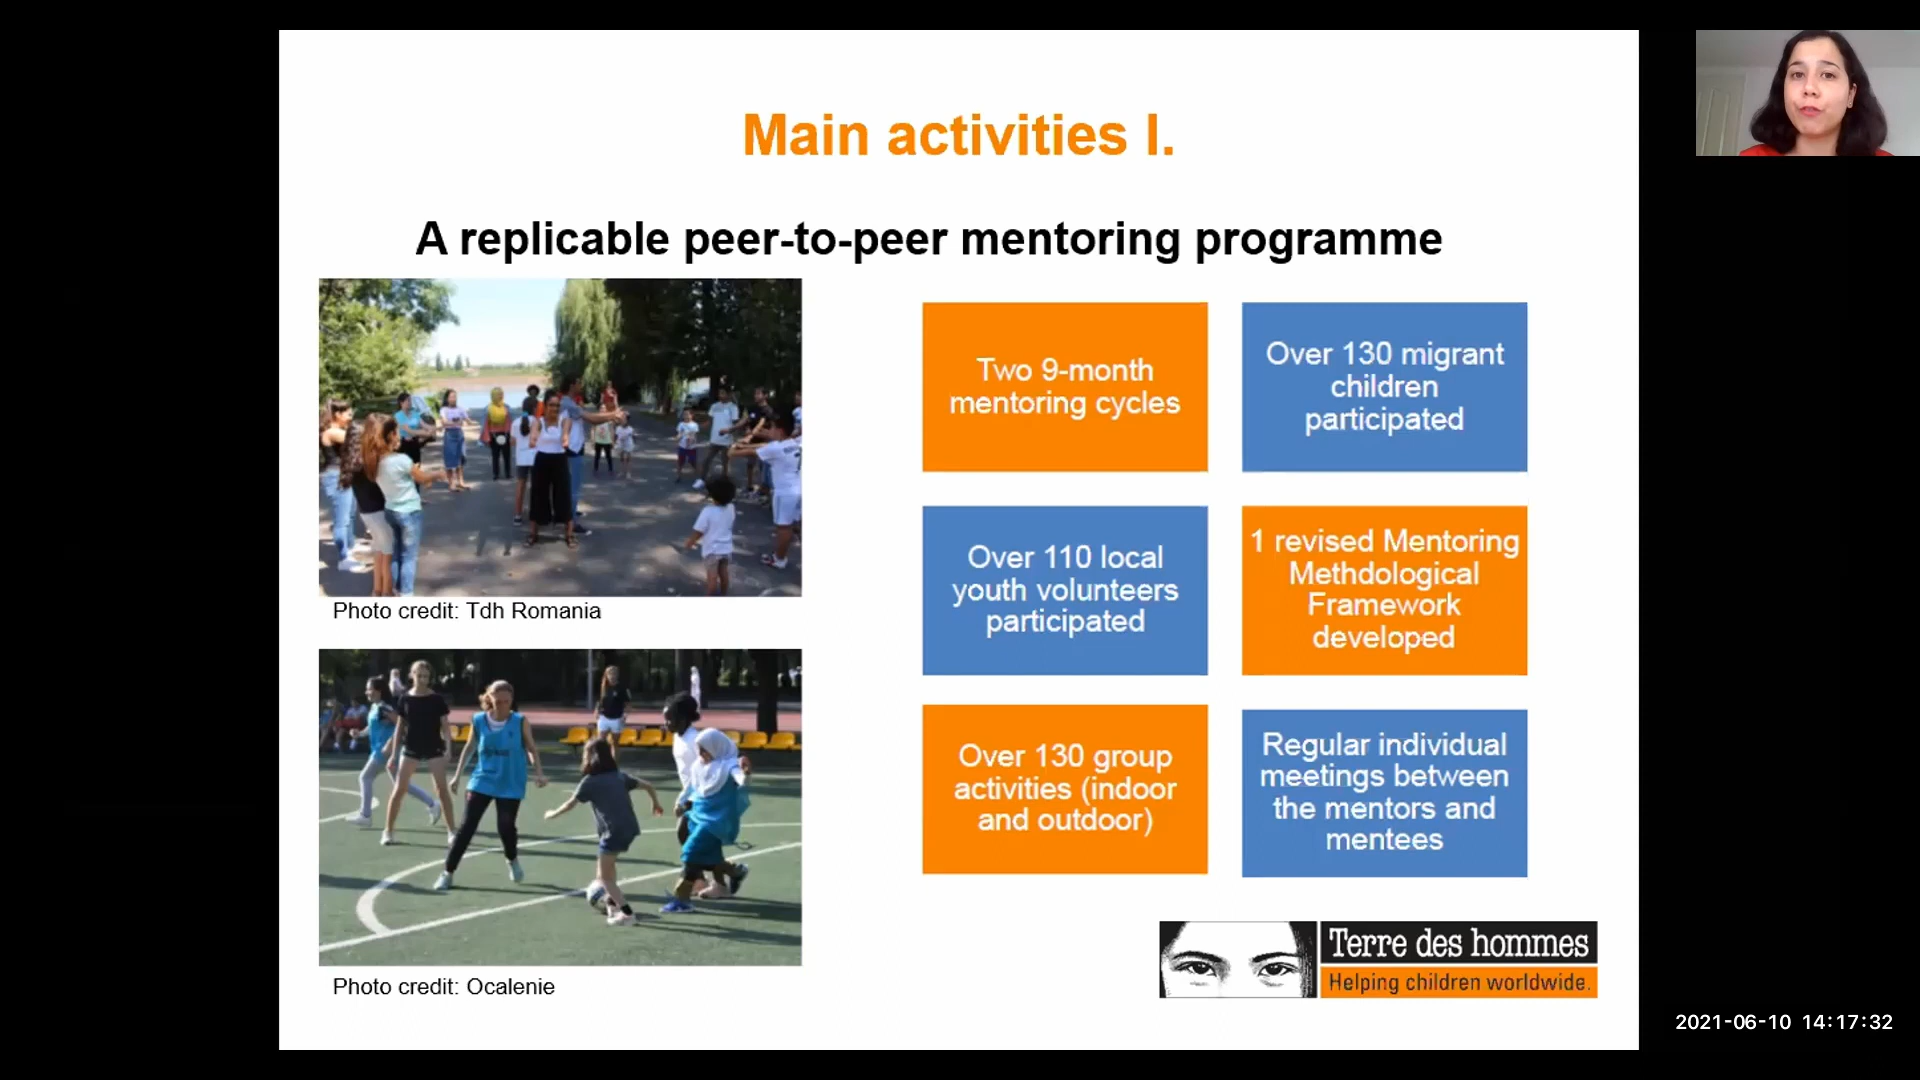 Main activities I.
A replicable peer-to-peer mentoring programme
Photo credit: Tdh Romania
Photo credit: Ocalenie
Two 9-month
mentoring cycles
Over 130 migrant
children
participated
Over 110 local
youth volunteers
participated
1 revised Mentoring
Methdological
Framework
developed
Over 130 group
activities (indoor
and outdoor)
Regular individual
meetings between
the mentors and
mentees
Terre des hommes
Helping children worldwide.
2021-06-10 14:17:32